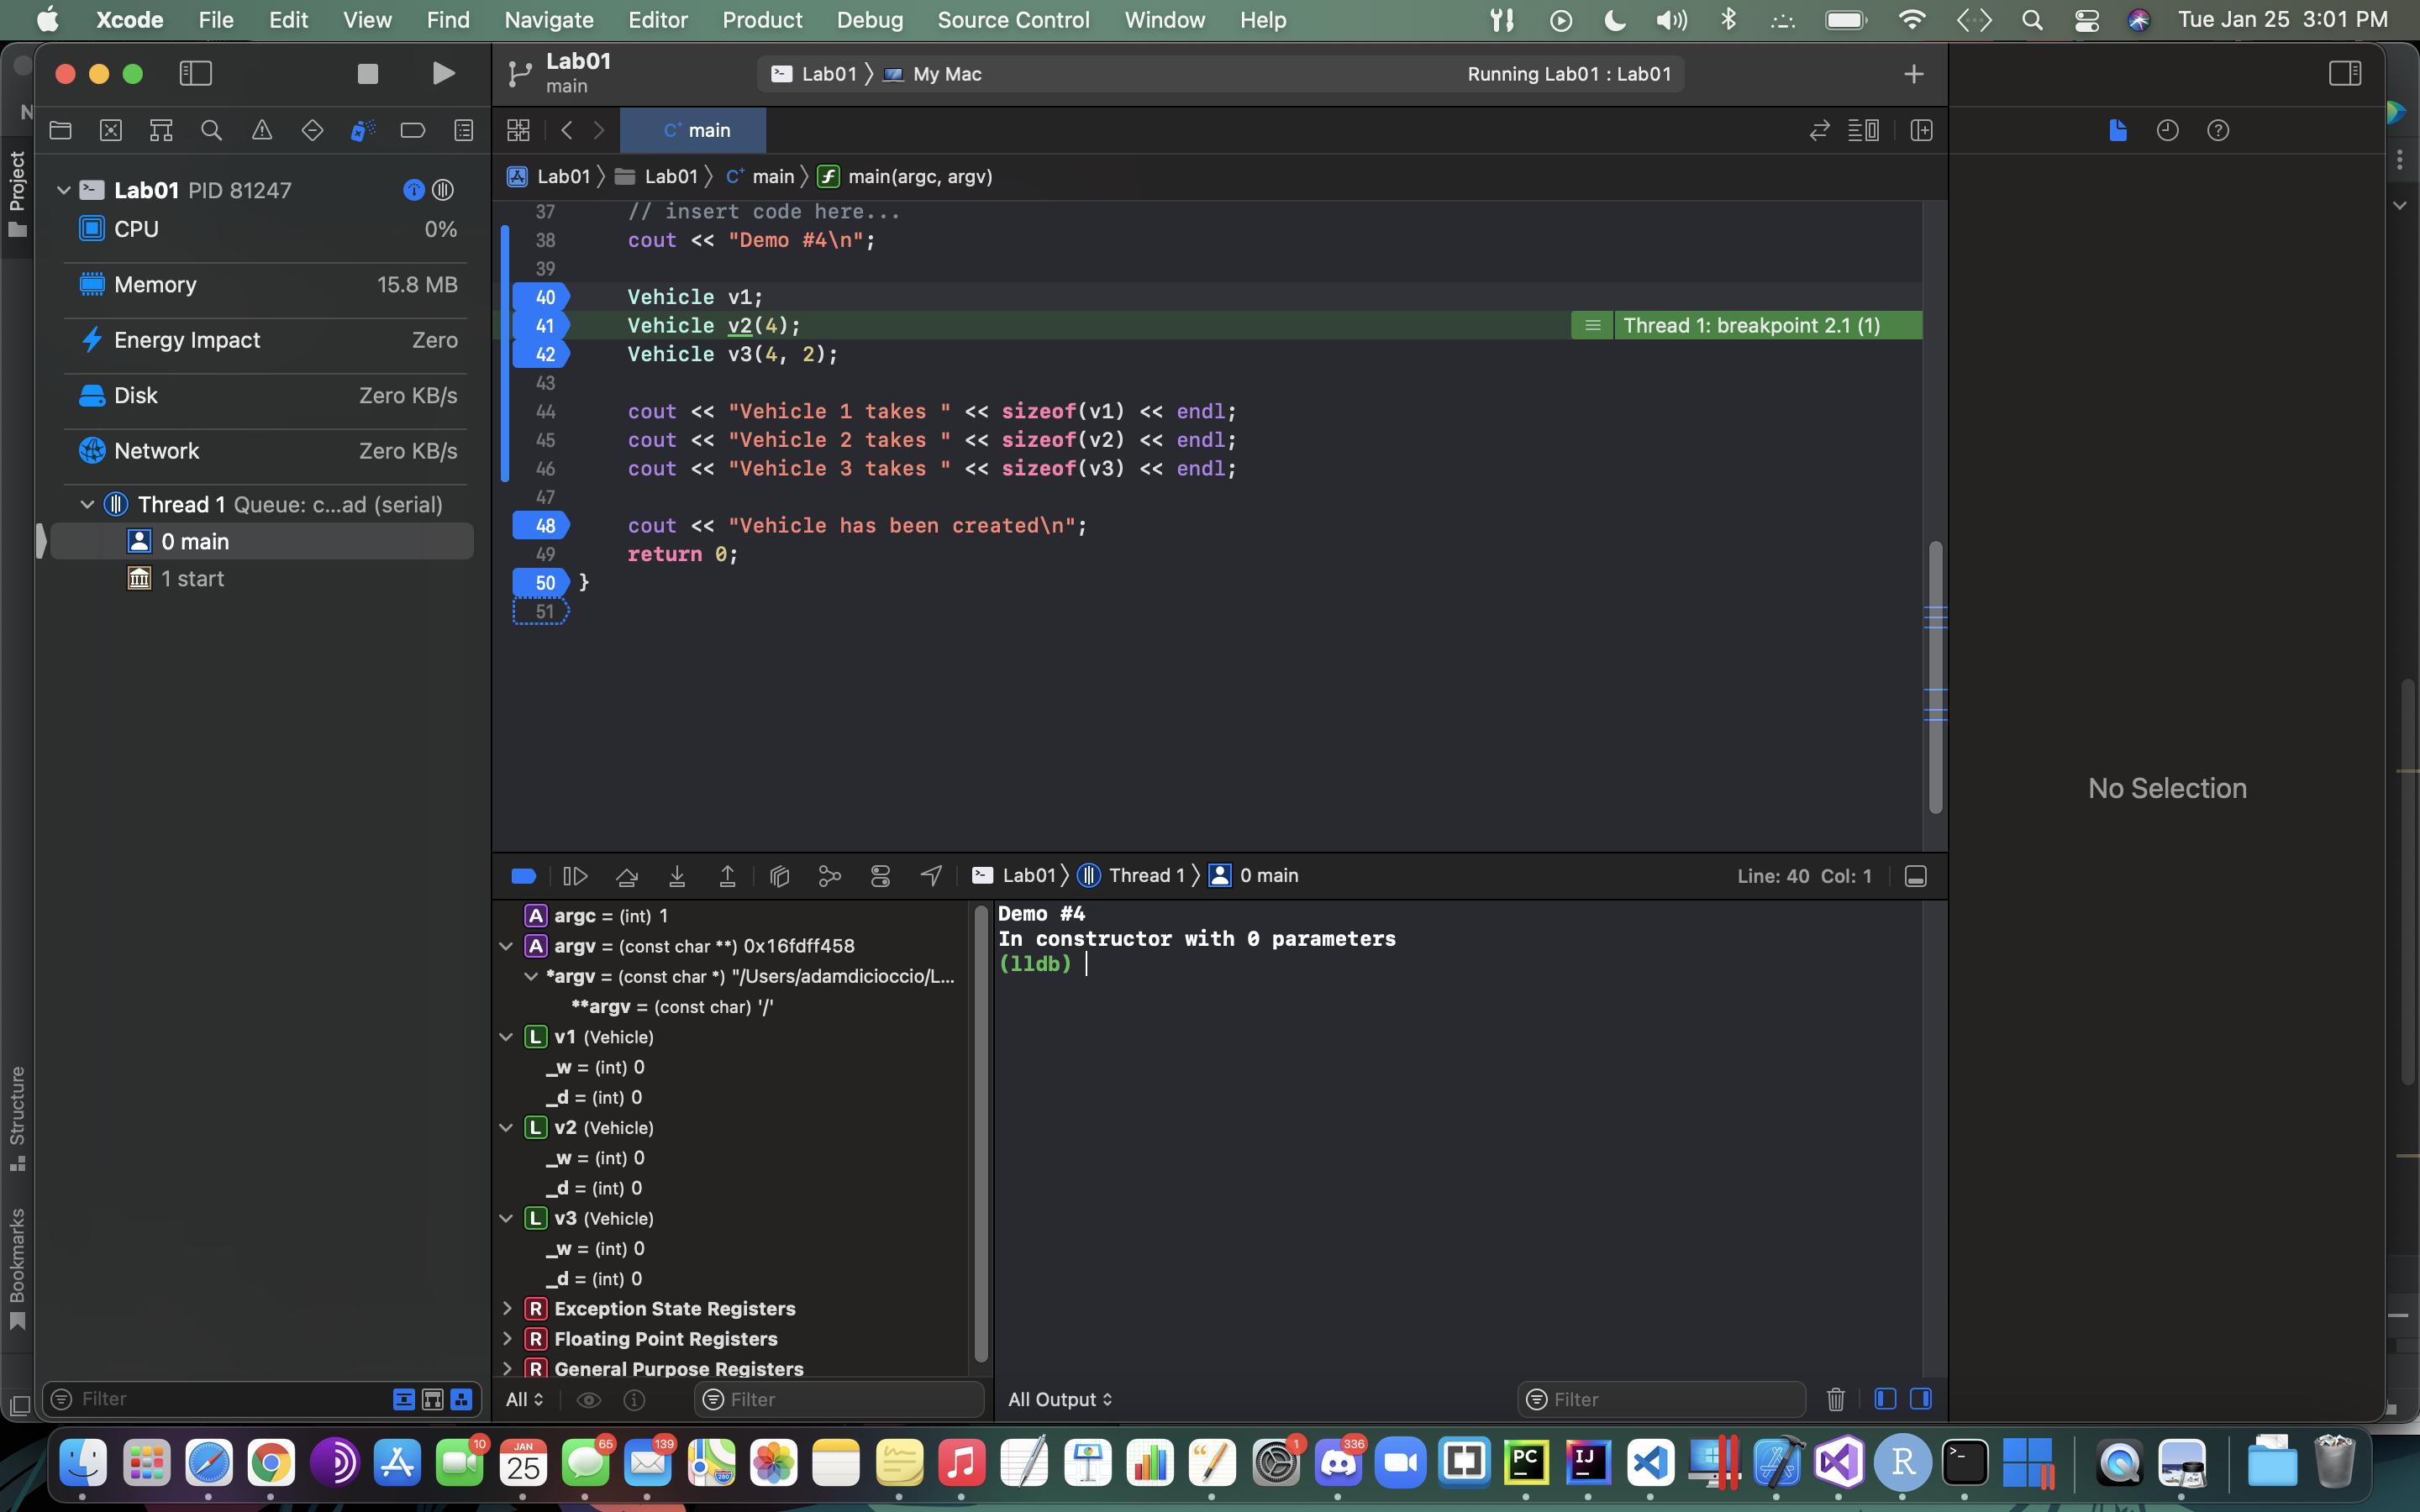 Xcode File Edit View Find Navigate Editor Product Debug Source Control Window Help Tue Jan 25 3:01 PM
Lab01
main
Lab01 My Mac
Running Lab01 : Lab01
N
Project
Structure
Bookmarks
Lab01 PID 81247
CPU 0%
Memory 15.8 MB
Energy Impact Zero
Disk Zero KB/s
Network Zero KB/s
Thread 1 Queue: c...ad (serial)
0 main
1 start
Filter
C+ main
Lab01 Lab01 C+ main f main(argc, argv)
37 // insert code here...
38 cout << "Demo #4\n";
39
40 Vehicle v1;
41 Vehicle v2(4); Thread 1: breakpoint 2.1 (1)
42 Vehicle v3(4, 2);
43
44 cout << "Vehicle 1 takes " << sizeof(v1) << endl;
45 cout << "Vehicle 2 takes " << sizeof(v2) << endl;
46 cout << "Vehicle 3 takes " << sizeof(v3) << endl;
47
48 cout << "Vehicle has been created\n";
49 return 0;
50 }
51
No Selection
Lab01 Thread 1 0 main
Line: 40 Col: 1
A argc = (int) 1
A argv = (const char **) 0x16fdff458
*argv = (const char *) "/Users/adamdicioccio/L...
**argv = (const char) '/'
L v1 (Vehicle)
_w = (int) 0
_d = (int) 0
L v2 (Vehicle)
_w = (int) 0
_d = (int) 0
L v3 (Vehicle)
_w = (int) 0
_d = (int) 0
R Exception State Registers
R Floating Point Registers
R General Purpose Registers
All Filter
Demo #4
In constructor with 0 parameters
(lldb)
All Output Filter
10 JAN 25 65 139 280 1 336 PC IJ R